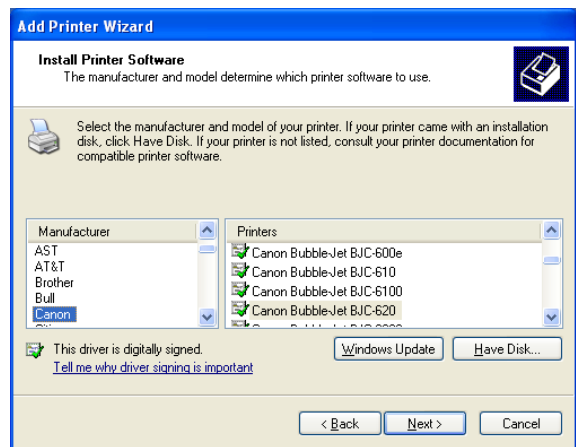 Add Printer Wizard
Install Printer Software
The manufacturer and model determine which printer software to use.
Select the manufacturer and model of your printer. If your printer came with an installation
disk, click Have Disk. If your printer is not listed, consult your printer documentation for
compatible printer software.
Manufacturer
AST
AT&T
Brother
Bull
Canon
Printers
Canon Bubble-Jet BJC-600e
Canon Bubble-Jet BJC-610
Canon Bubble-Jet BJC-6100
Canon Bubble-Jet BJC-620
This driver is digitally signed.
Tell me why driver signing is important
Windows Update
Have Disk...
< Back
Next >
Cancel